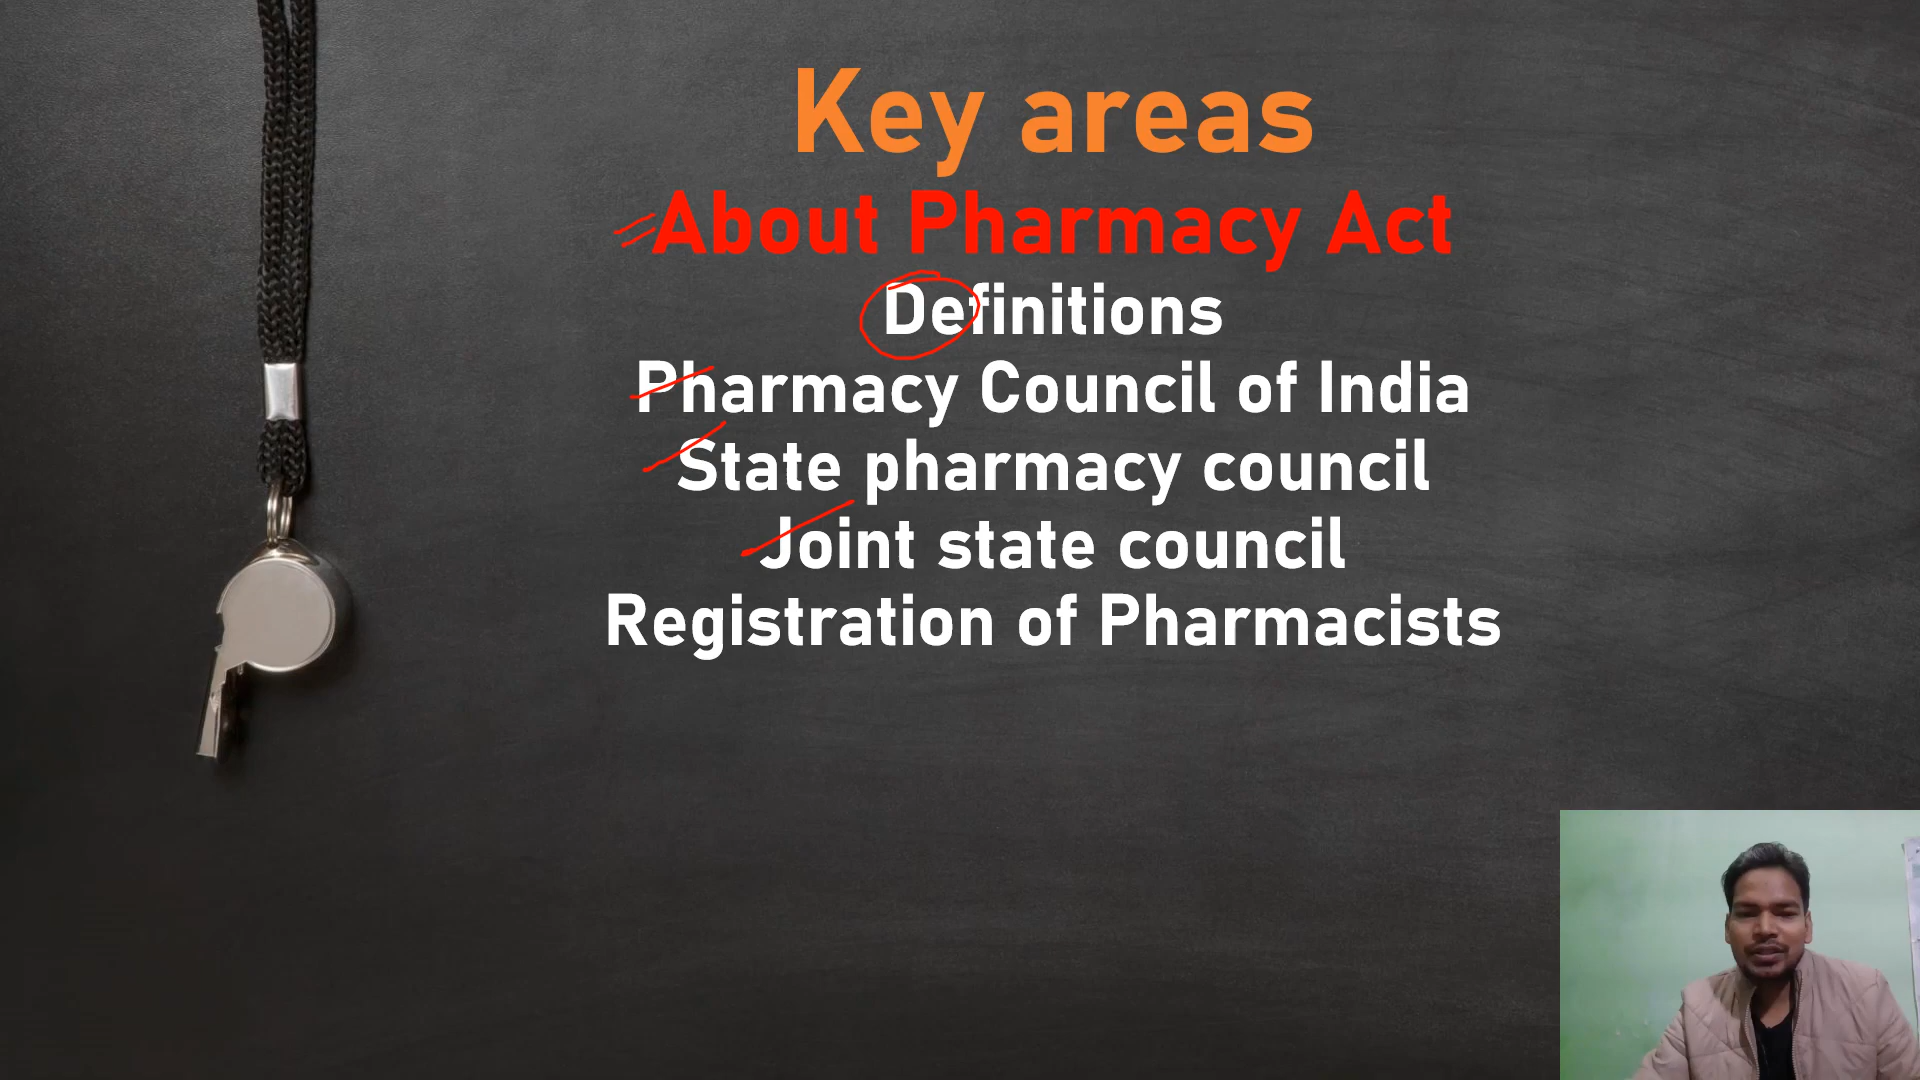 Key areas
About Pharmacy Act
Definitions
Pharmacy Council of India
State pharmacy council
Joint state council
Registration of Pharmacists